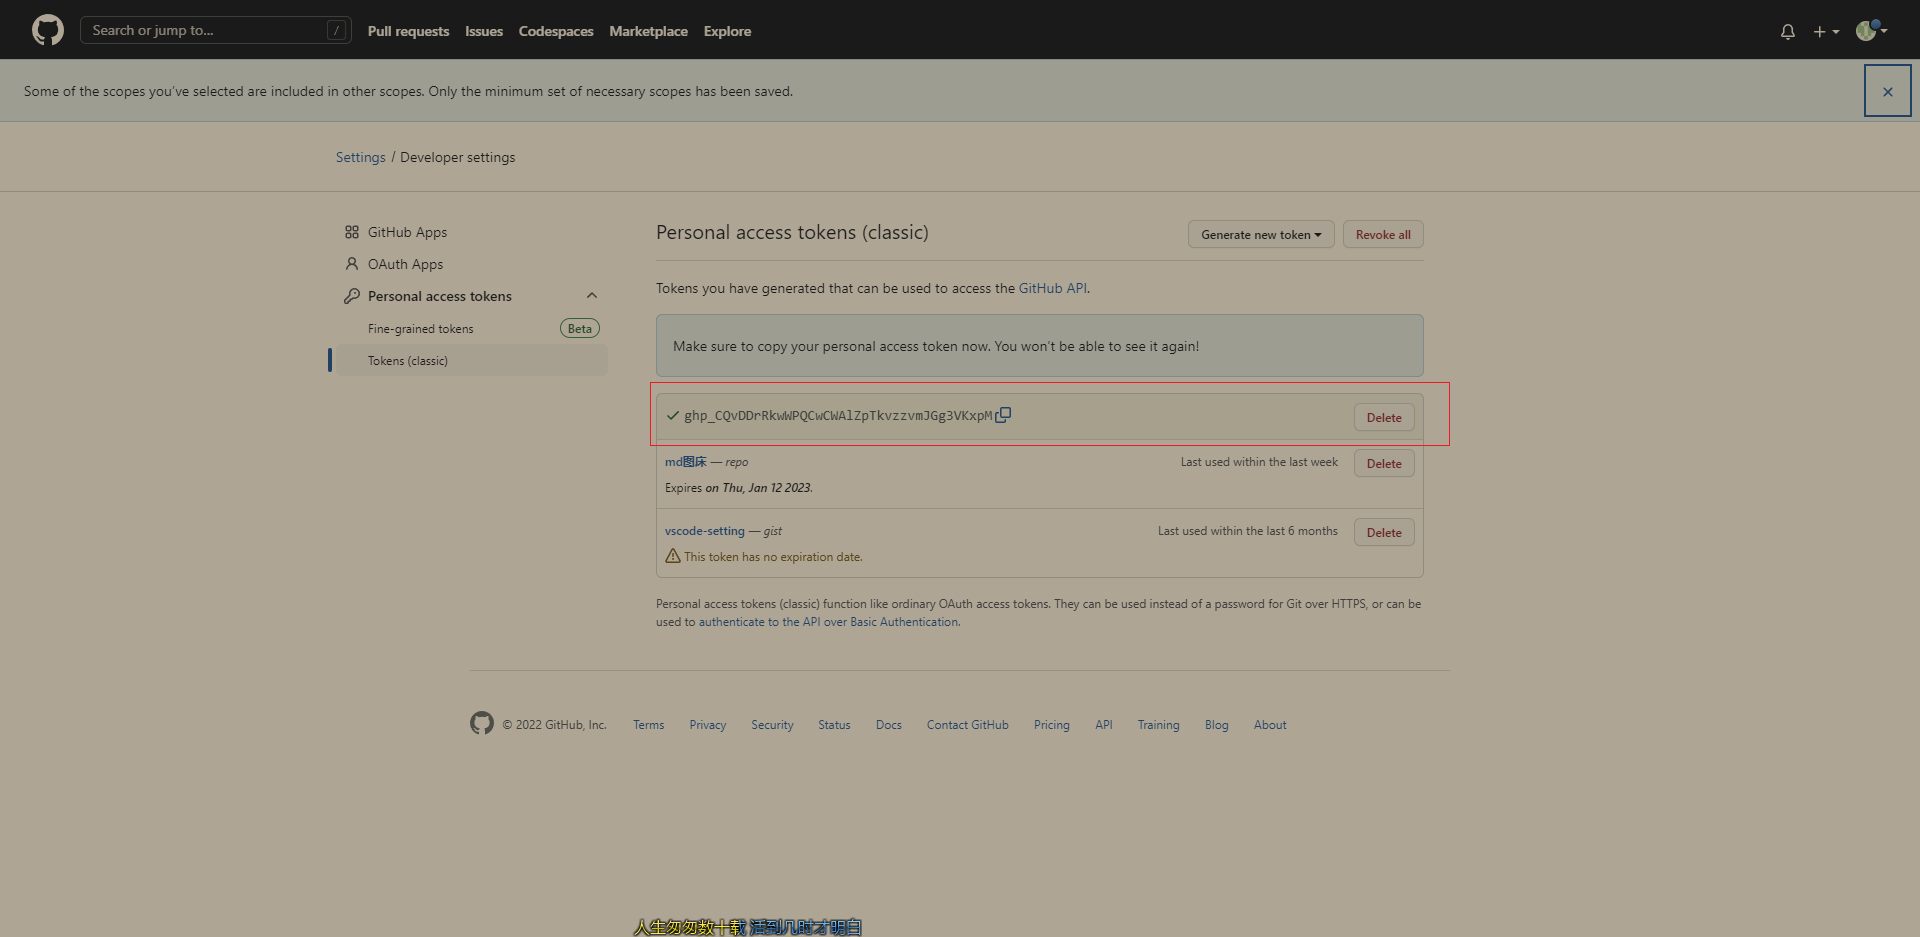 Search or jump to... /
Pull requests Issues Codespaces Marketplace Explore
Some of the scopes you've selected are included in other scopes. Only the minimum set of necessary scopes has been saved.
Settings / Developer settings
GitHub Apps
OAuth Apps
Personal access tokens
Fine-grained tokens Beta
Tokens (classic)
Personal access tokens (classic)
Generate new token
Revoke all
Tokens you have generated that can be used to access the GitHub API.
Make sure to copy your personal access token now. You won't be able to see it again!
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 Delete
md图床 — repo Last used within the last week Delete
Expires on Thu, Jan 12 2023.
vscode-setting — gist Last used within the last 6 months Delete
This token has no expiration date.
Personal access tokens (classic) function like ordinary OAuth access tokens. They can be used instead of a password for Git over HTTPS, or can be
used to authenticate to the API over Basic Authentication.
© 2022 GitHub, Inc. Terms Privacy Security Status Docs Contact GitHub Pricing API Training Blog About
人生匆匆数十载 活到几时才明白